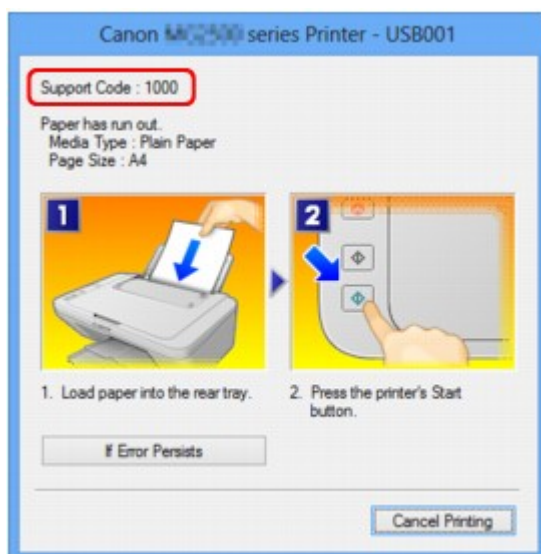 Canon series Printer - USB001
Support Code : 1000
Paper has run out.
Media Type : Plain Paper
Page Size : A4
1
2
1. Load paper into the rear tray.
2. Press the printer's Start
button.
If Error Persists
Cancel Printing